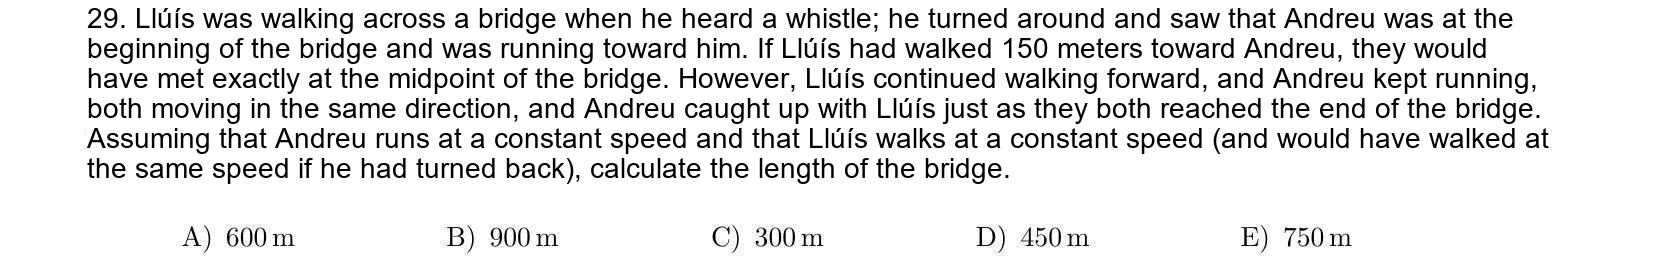 29. Llúís was walking across a bridge when he heard a whistle; he turned around and saw that Andreu was at the
beginning of the bridge and was running toward him. If Llúís had walked 150 meters toward Andreu, they would
have met exactly at the midpoint of the bridge. However, Llúís continued walking forward, and Andreu kept running,
both moving in the same direction, and Andreu caught up with Llúís just as they both reached the end of the bridge.
Assuming that Andreu runs at a constant speed and that Llúís walks at a constant speed (and would have walked at
the same speed if he had turned back), calculate the length of the bridge.
A) 600 m B) 900 m C) 300 m D) 450 m E) 750 m